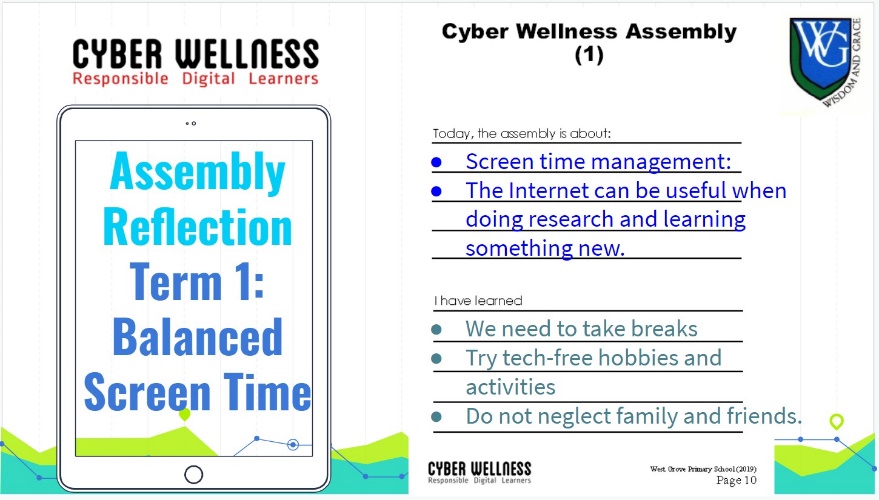 CYBER WELLNESS
Responsible Digital Learners
Assembly
Reflection
Term 1:
Balanced
Screen Time
Cyber Wellness Assembly
(1)
WG
WISDOM AND GRACE
Today, the assembly is about:
● Screen time management:
● The Internet can be useful when
doing research and learning
something new.
I have learned
● We need to take breaks
● Try tech-free hobbies and
activities
● Do not neglect family and friends.
CYBER WELLNESS
Responsible Digital Learners
West Grove Primary School (2019)
Page 10